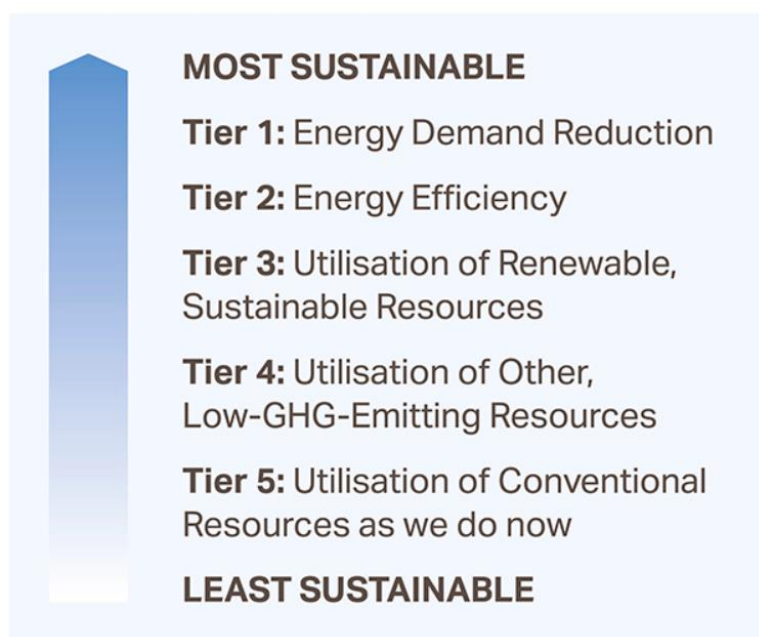 MOST SUSTAINABLE
Tier 1: Energy Demand Reduction
Tier 2: Energy Efficiency
Tier 3: Utilisation of Renewable,
Sustainable Resources
Tier 4: Utilisation of Other,
Low-GHG-Emitting Resources
Tier 5: Utilisation of Conventional
Resources as we do now
LEAST SUSTAINABLE